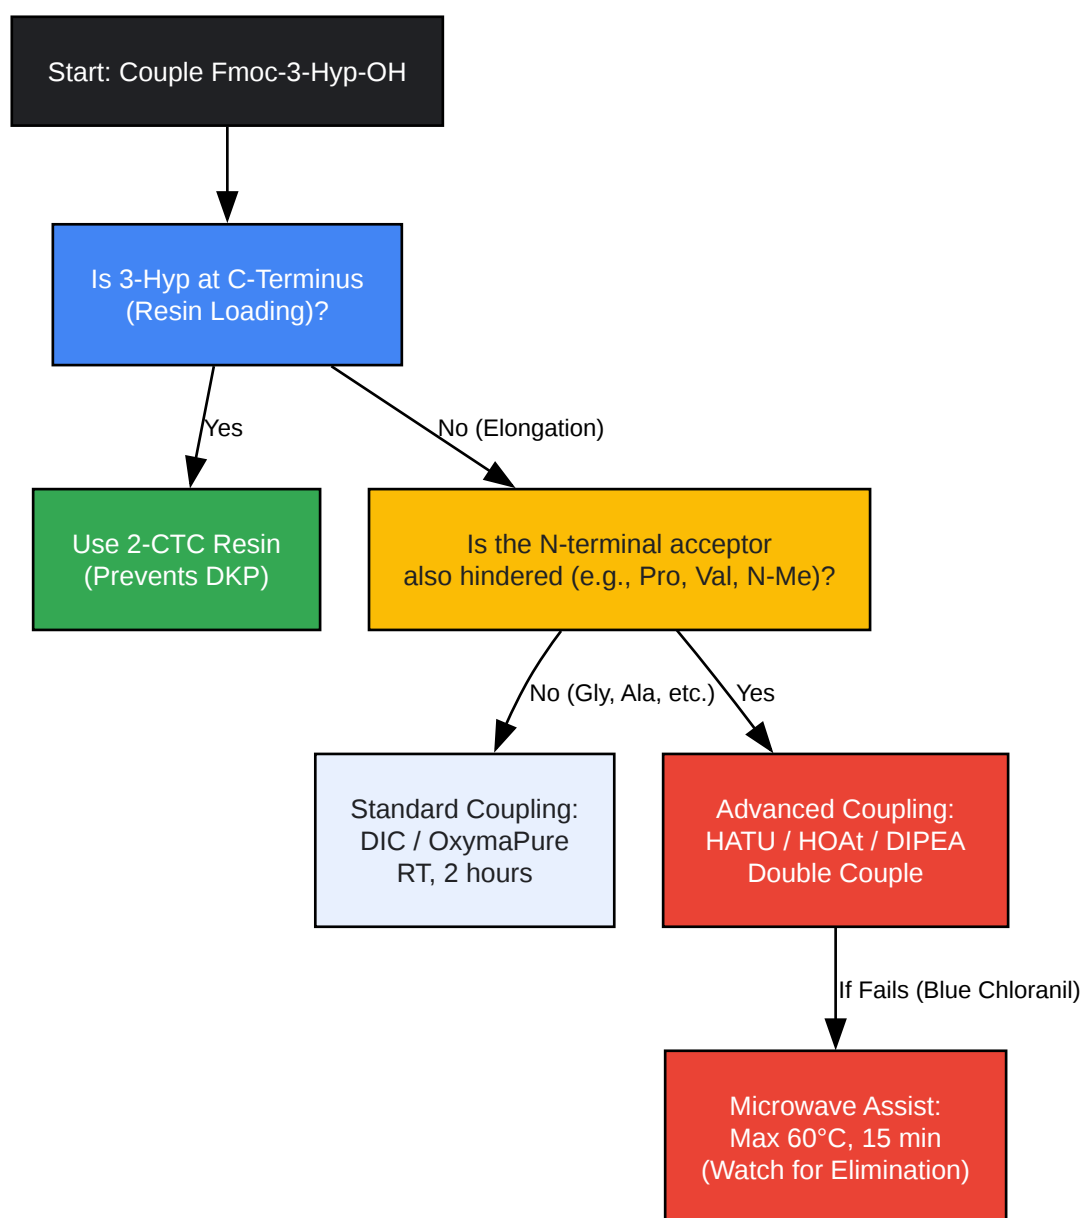 Start: Couple Fmoc-3-Hyp-OH
Is 3-Hyp at C-Terminus
(Resin Loading)?
Yes
No (Elongation)
Use 2-CTC Resin
(Prevents DKP)
Is the N-terminal acceptor
also hindered (e.g., Pro, Val, N-Me)?
No (Gly, Ala, etc.)
Yes
Standard Coupling:
DIC / OxymaPure
RT, 2 hours
Advanced Coupling:
HATU / HOAt / DIPEA
Double Couple
If Fails (Blue Chloranil)
Microwave Assist:
Max 60°C, 15 min
(Watch for Elimination)